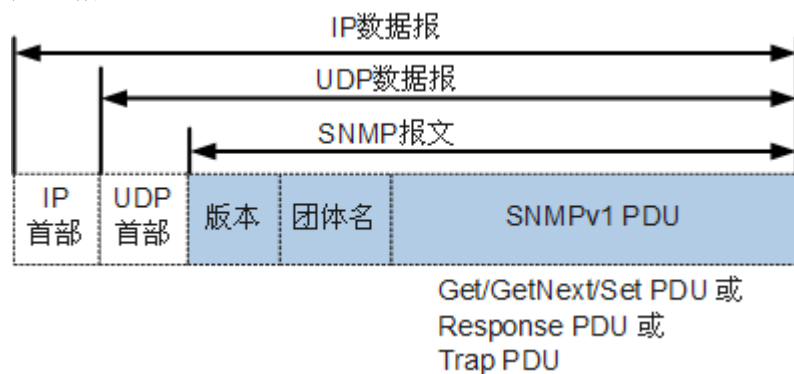 IP数据报
UDP数据报
SNMP报文
IP
首部
UDP
首部
版本
团体名
SNMPv1 PDU
Get/GetNext/Set PDU 或
Response PDU 或
Trap PDU